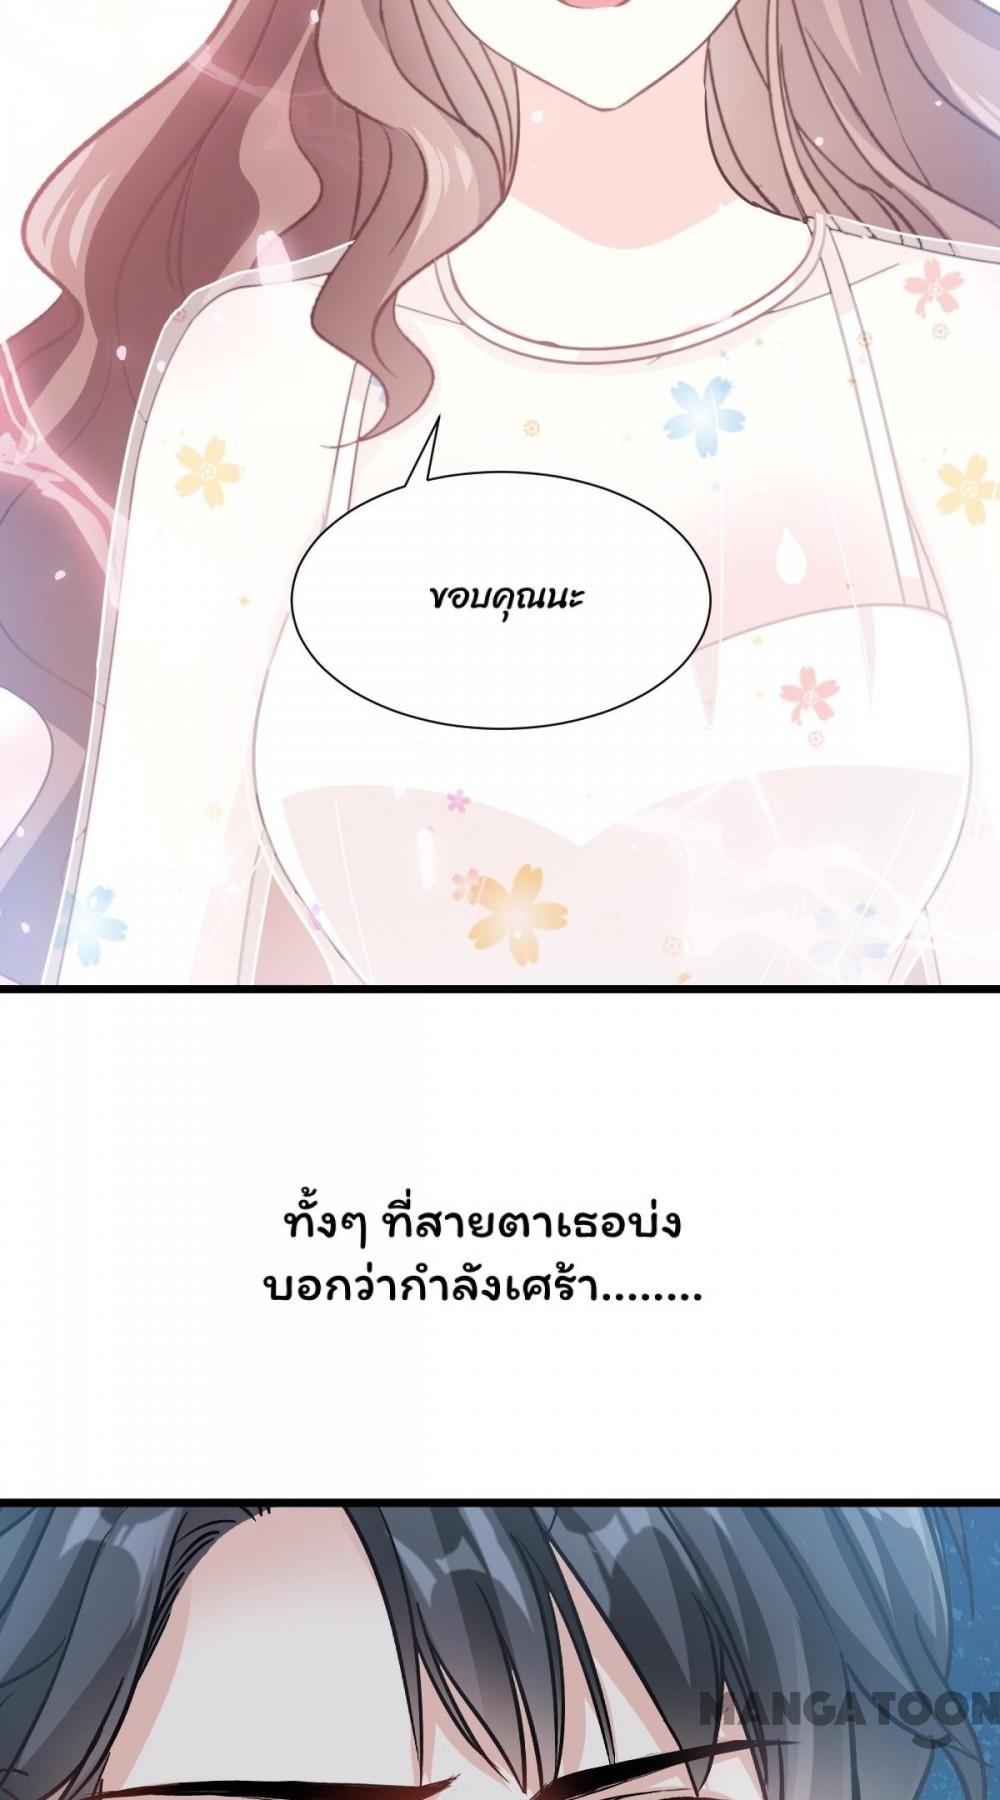 ขอบคุณนะ
ทั้งๆ ที่สายตาเธอบ่ง
บอกว่ากำลังเศร้า........
MANGATOON